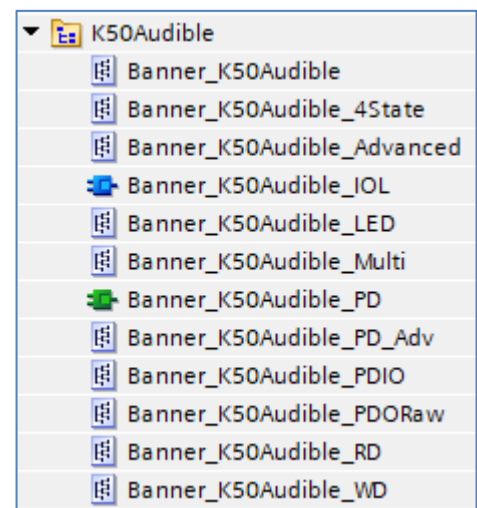 K50Audible
Banner_K50Audible
Banner_K50Audible_4State
Banner_K50Audible_Advanced
Banner_K50Audible_IOL
Banner_K50Audible_LED
Banner_K50Audible_Multi
Banner_K50Audible_PD
Banner_K50Audible_PD_Adv
Banner_K50Audible_PDIO
Banner_K50Audible_PDORaw
Banner_K50Audible_RD
Banner_K50Audible_WD